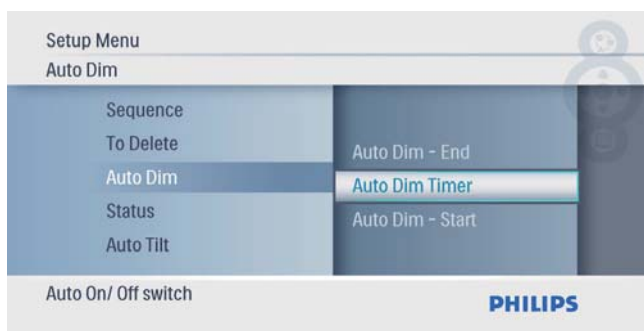 Setup Menu
Auto Dim
Sequence
To Delete
Auto Dim
Status
Auto Tilt
Auto Dim - End
Auto Dim Timer
Auto Dim - Start
Auto On/ Off switch
PHILIPS